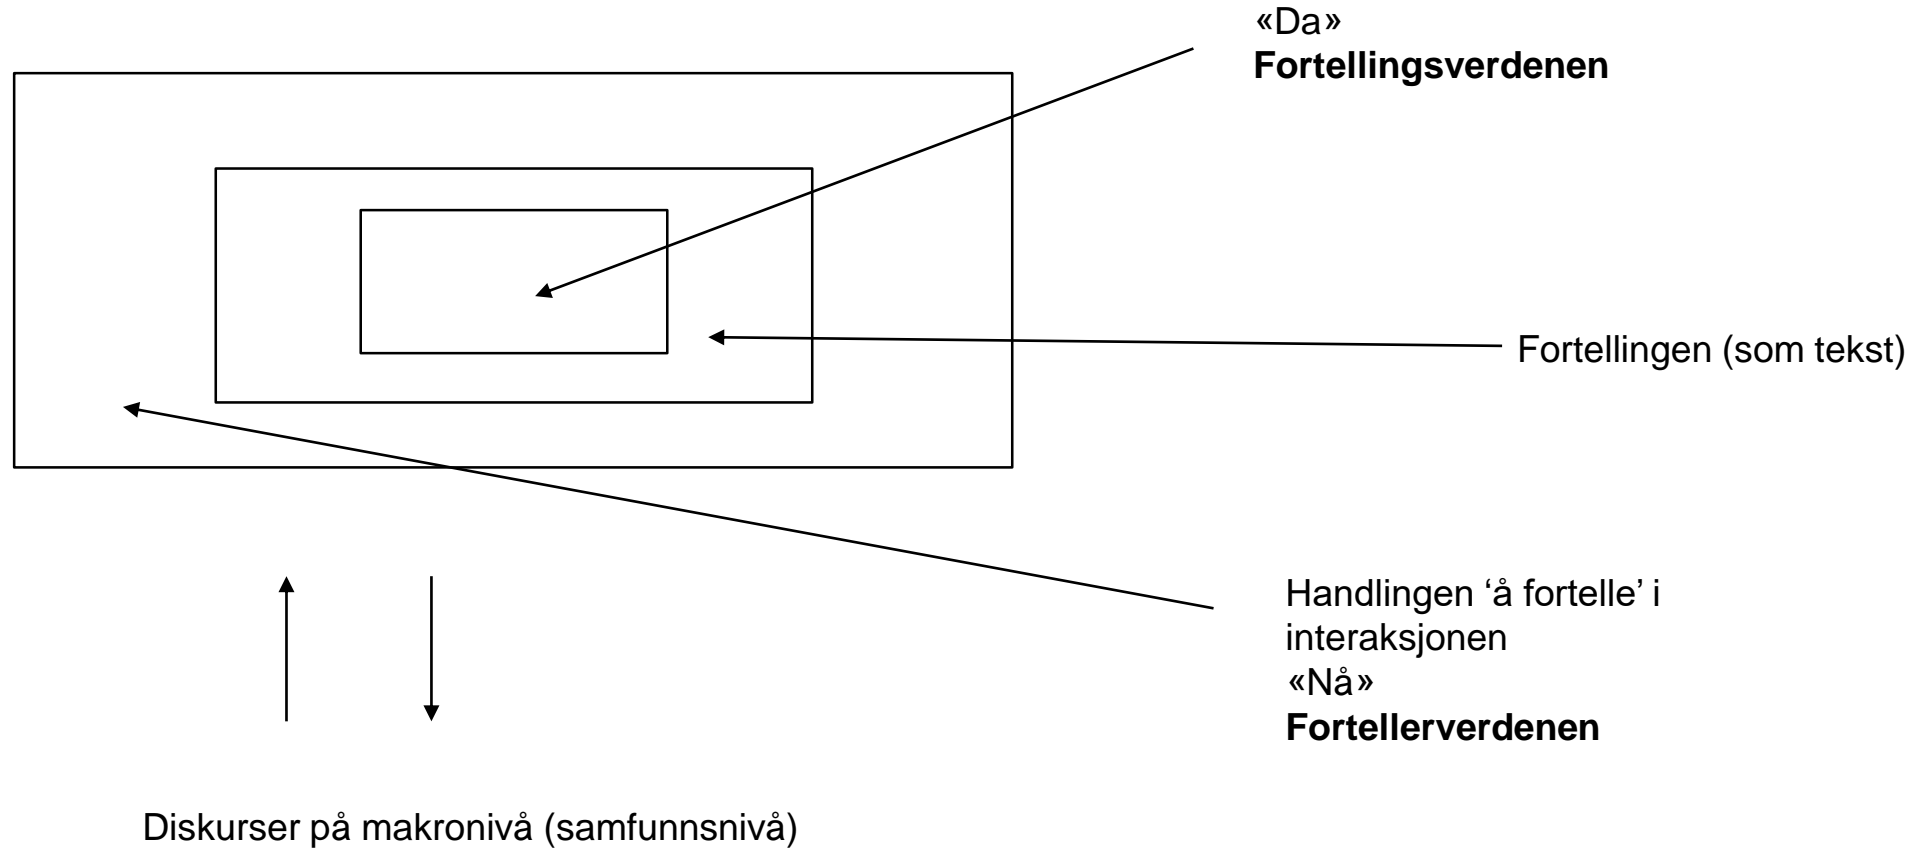 «Da»
Fortellingsverdenen
Fortellingen (som tekst)
Handlingen ‘å fortelle’ i
interaksjonen
«Nå»
Fortellerverdenen
Diskurser på makronivå (samfunnsnivå)